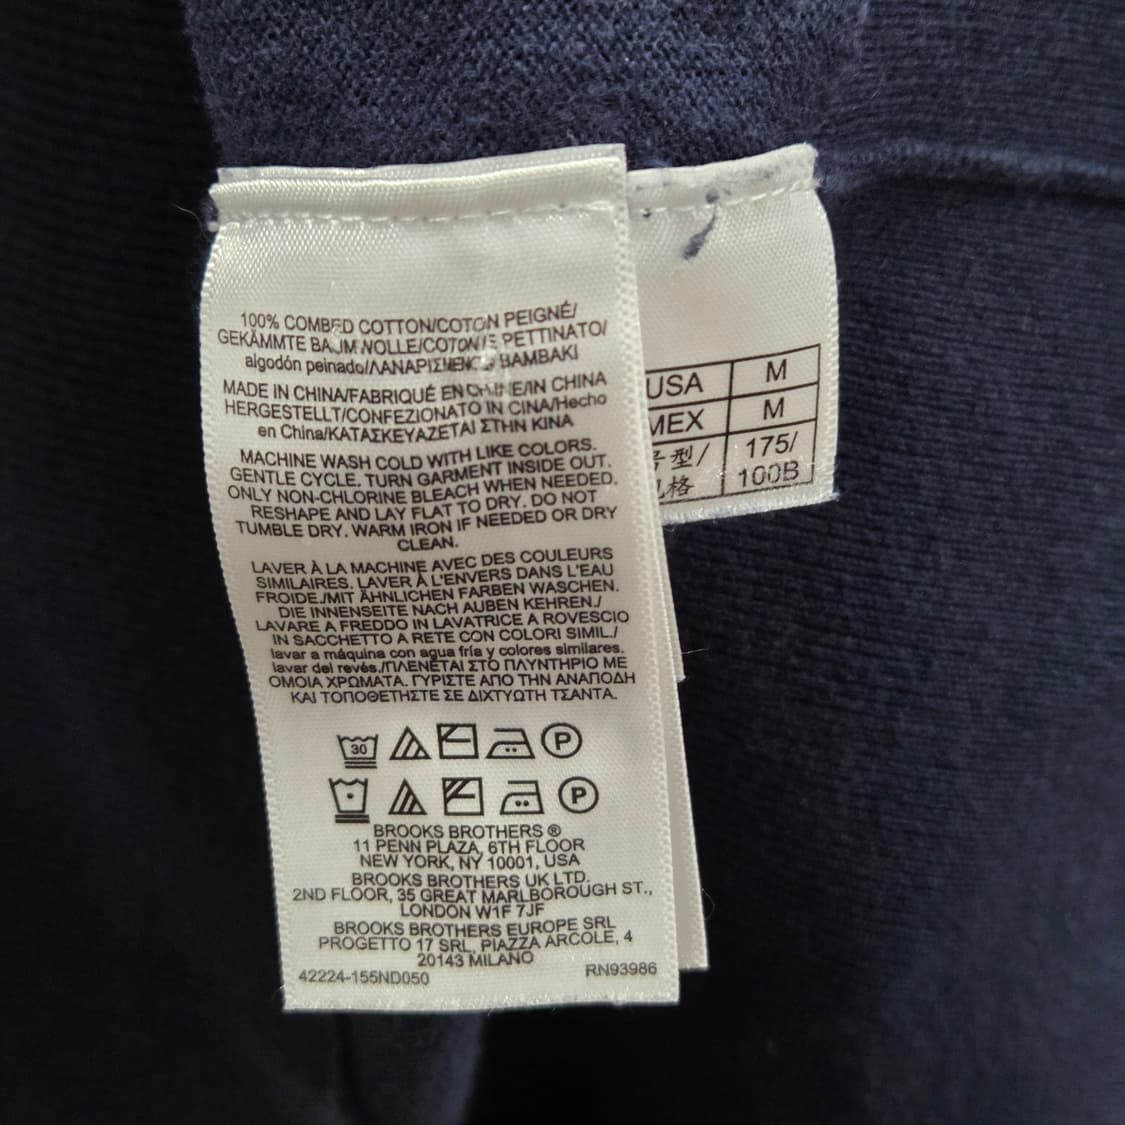 100% COMBED COTTON/COTON PEIGNÉ/
GEKÄMMTE BAUMWOLLE/COTONE PETTINATO/
algodón peinado/ΛΑΝΑΡΙΣΜΕΝΟ ΒΑΜΒΑΚΙ
MADE IN CHINA/FABRIQUÉ EN CHINE/IN CHINA
HERGESTELLT/CONFEZIONATO IN CINA/Hecho
en China/ΚΑΤΑΣΚΕΥΑΖΕΤΑΙ ΣΤΗΝ ΚΙΝΑ
MACHINE WASH COLD WITH LIKE COLORS.
GENTLE CYCLE. TURN GARMENT INSIDE OUT.
ONLY NON-CHLORINE BLEACH WHEN NEEDED.
RESHAPE AND LAY FLAT TO DRY. DO NOT
TUMBLE DRY. WARM IRON IF NEEDED OR DRY
CLEAN.
LAVER À LA MACHINE AVEC DES COULEURS
SIMILAIRES. LAVER À L'ENVERS DANS L'EAU
FROIDE./MIT ÄHNLICHEN FARBEN WASCHEN.
DIE INNENSEITE NACH AUBEN KEHREN./
LAVARE A FREDDO IN LAVATRICE A ROVESCIO
IN SACCHETTO A RETE CON COLORI SIMIL./
lavar a máquina con agua fría y colores similares.
lavar del revés./ΠΛΕΝΕΤΑΙ ΣΤΟ ΠΛΥΝΤΗΡΙΟ ΜΕ
ΟΜΟΙΑ ΧΡΩΜΑΤΑ. ΓΥΡΙΣΤΕ ΑΠΟ ΤΗΝ ΑΝΑΠΟΔΗ
ΚΑΙ ΤΟΠΟΘΕΤΗΣΤΕ ΣΕ ΔΙΧΤΥΩΤΗ ΤΣΑΝΤΑ.
30 P
P
BROOKS BROTHERS ®
11 PENN PLAZA, 6TH FLOOR
NEW YORK, NY 10001, USA
BROOKS BROTHERS UK LTD.
2ND FLOOR, 35 GREAT MARLBOROUGH ST.,
LONDON W1F 7JF
BROOKS BROTHERS EUROPE SRL
PROGETTO 17 SRL, PIAZZA ARCOLE, 4
20143 MILANO
42224-155ND050 RN93986
USA M
MEX M
号型/ 175/
规格 100B